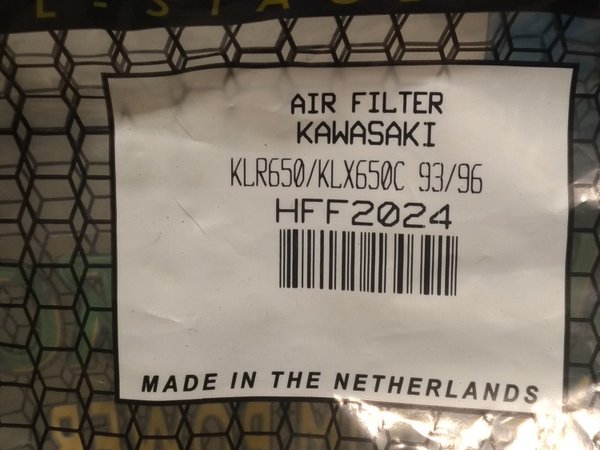 AIR FILTER
KAWASAKI
KLR650/KLX650C 93/96
HFF2024
MADE IN THE NETHERLANDS